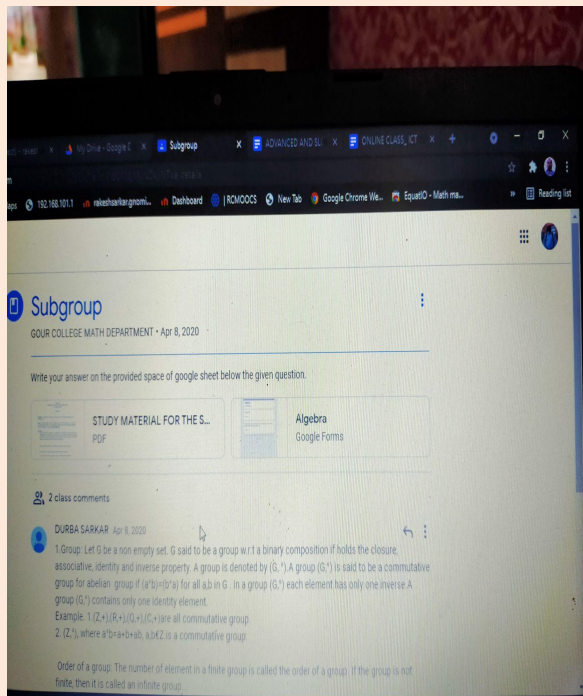 My Drive - Google D
Subgroup
ADVANCED AND SU
ONLINE CLASS_ICT
192.168.101.1
rakeshsarkar.gnomi...
Dashboard
| RCMOOCS
New Tab
Google Chrome We...
EquatIO - Math ma...
Reading list
Subgroup
GOUR COLLEGE MATH DEPARTMENT • Apr 8, 2020
Write your answer on the provided space of google sheet below the given question.
STUDY MATERIAL FOR THE S...
PDF
Algebra
Google Forms
2 class comments
DURBA SARKAR Apr 8, 2020
1.Group: Let G be a non empty set. G said to be a group w.r.t a binary composition if holds the closure,
associative, identity and inverse property. A group is denoted by (G, *).A group (G,*) is said to be a commutative
group for abelian group if (a*b)=(b*a) for all a,b in G . In a group (G,*) each element has only one inverse.A
group (G,*) contains only one identity element.
Example: 1.(Z,+),(R,+),(Q,+),(C,+)are all commutative group.
2. (Z,*), where a*b=a+b+ab, a,b€Z.is a commutative group.
Order of a group: The number of element in a finite group is called the order of a group. If the group is not
finite, then it is called an infinite group.